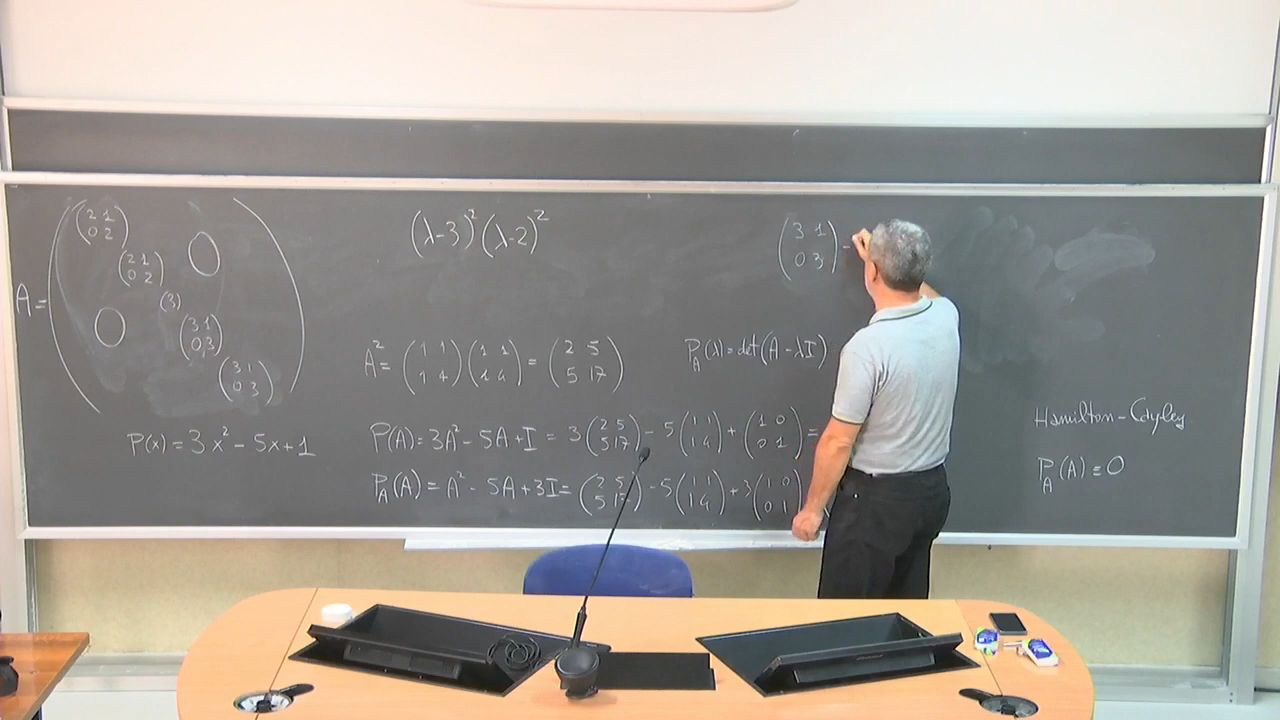 A = ( (2 1 / 0 2) (2 1 / 0 2) (3) (3 1 / 0 3) (3 1 / 0 3) O O )
P(x) = 3x² - 5x + 1
(λ-3)² (λ-2)²
A² = (1 1 / 1 4) (1 1 / 1 4) = (2 5 / 5 17)
P(A) = 3A² - 5A + I = 3 (2 5 / 5 17) - 5 (1 1 / 1 4) + (1 0 / 0 1) =
P_A(A) = A² - 5A + 3I = (2 5 / 5 17) - 5 (1 1 / 1 4) + 3 (1 0 / 0 1)
(3 1 / 0 3) -
P_A(λ) = det(A - λI)
Hamilton-Cayley
P_A(A) = 0